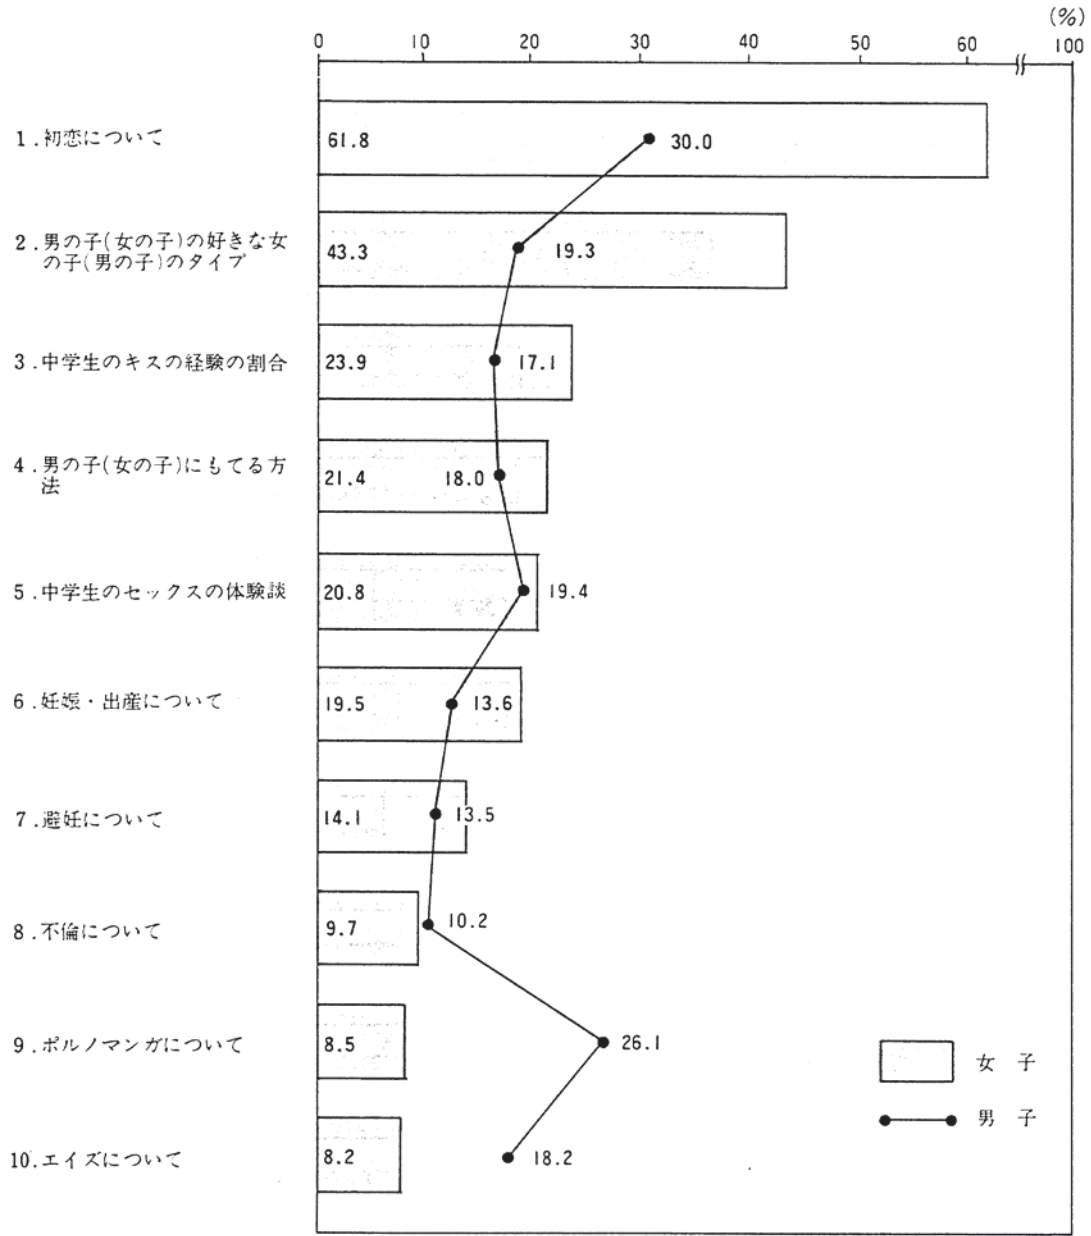 (%)
0 10 20 30 40 50 60 100
1.初恋について
61.8 30.0
2.男の子(女の子)の好きな女
の子(男の子)のタイプ
43.3 19.3
3.中学生のキスの経験の割合
23.9 17.1
4.男の子(女の子)にもてる方
法
21.4 18.0
5.中学生のセックスの体験談
20.8 19.4
6.妊娠・出産について
19.5 13.6
7.避妊について
14.1 13.5
8.不倫について
9.7 10.2
9.ポルノマンガについて
8.5 26.1
10.エイズについて
8.2 18.2
女子
男子